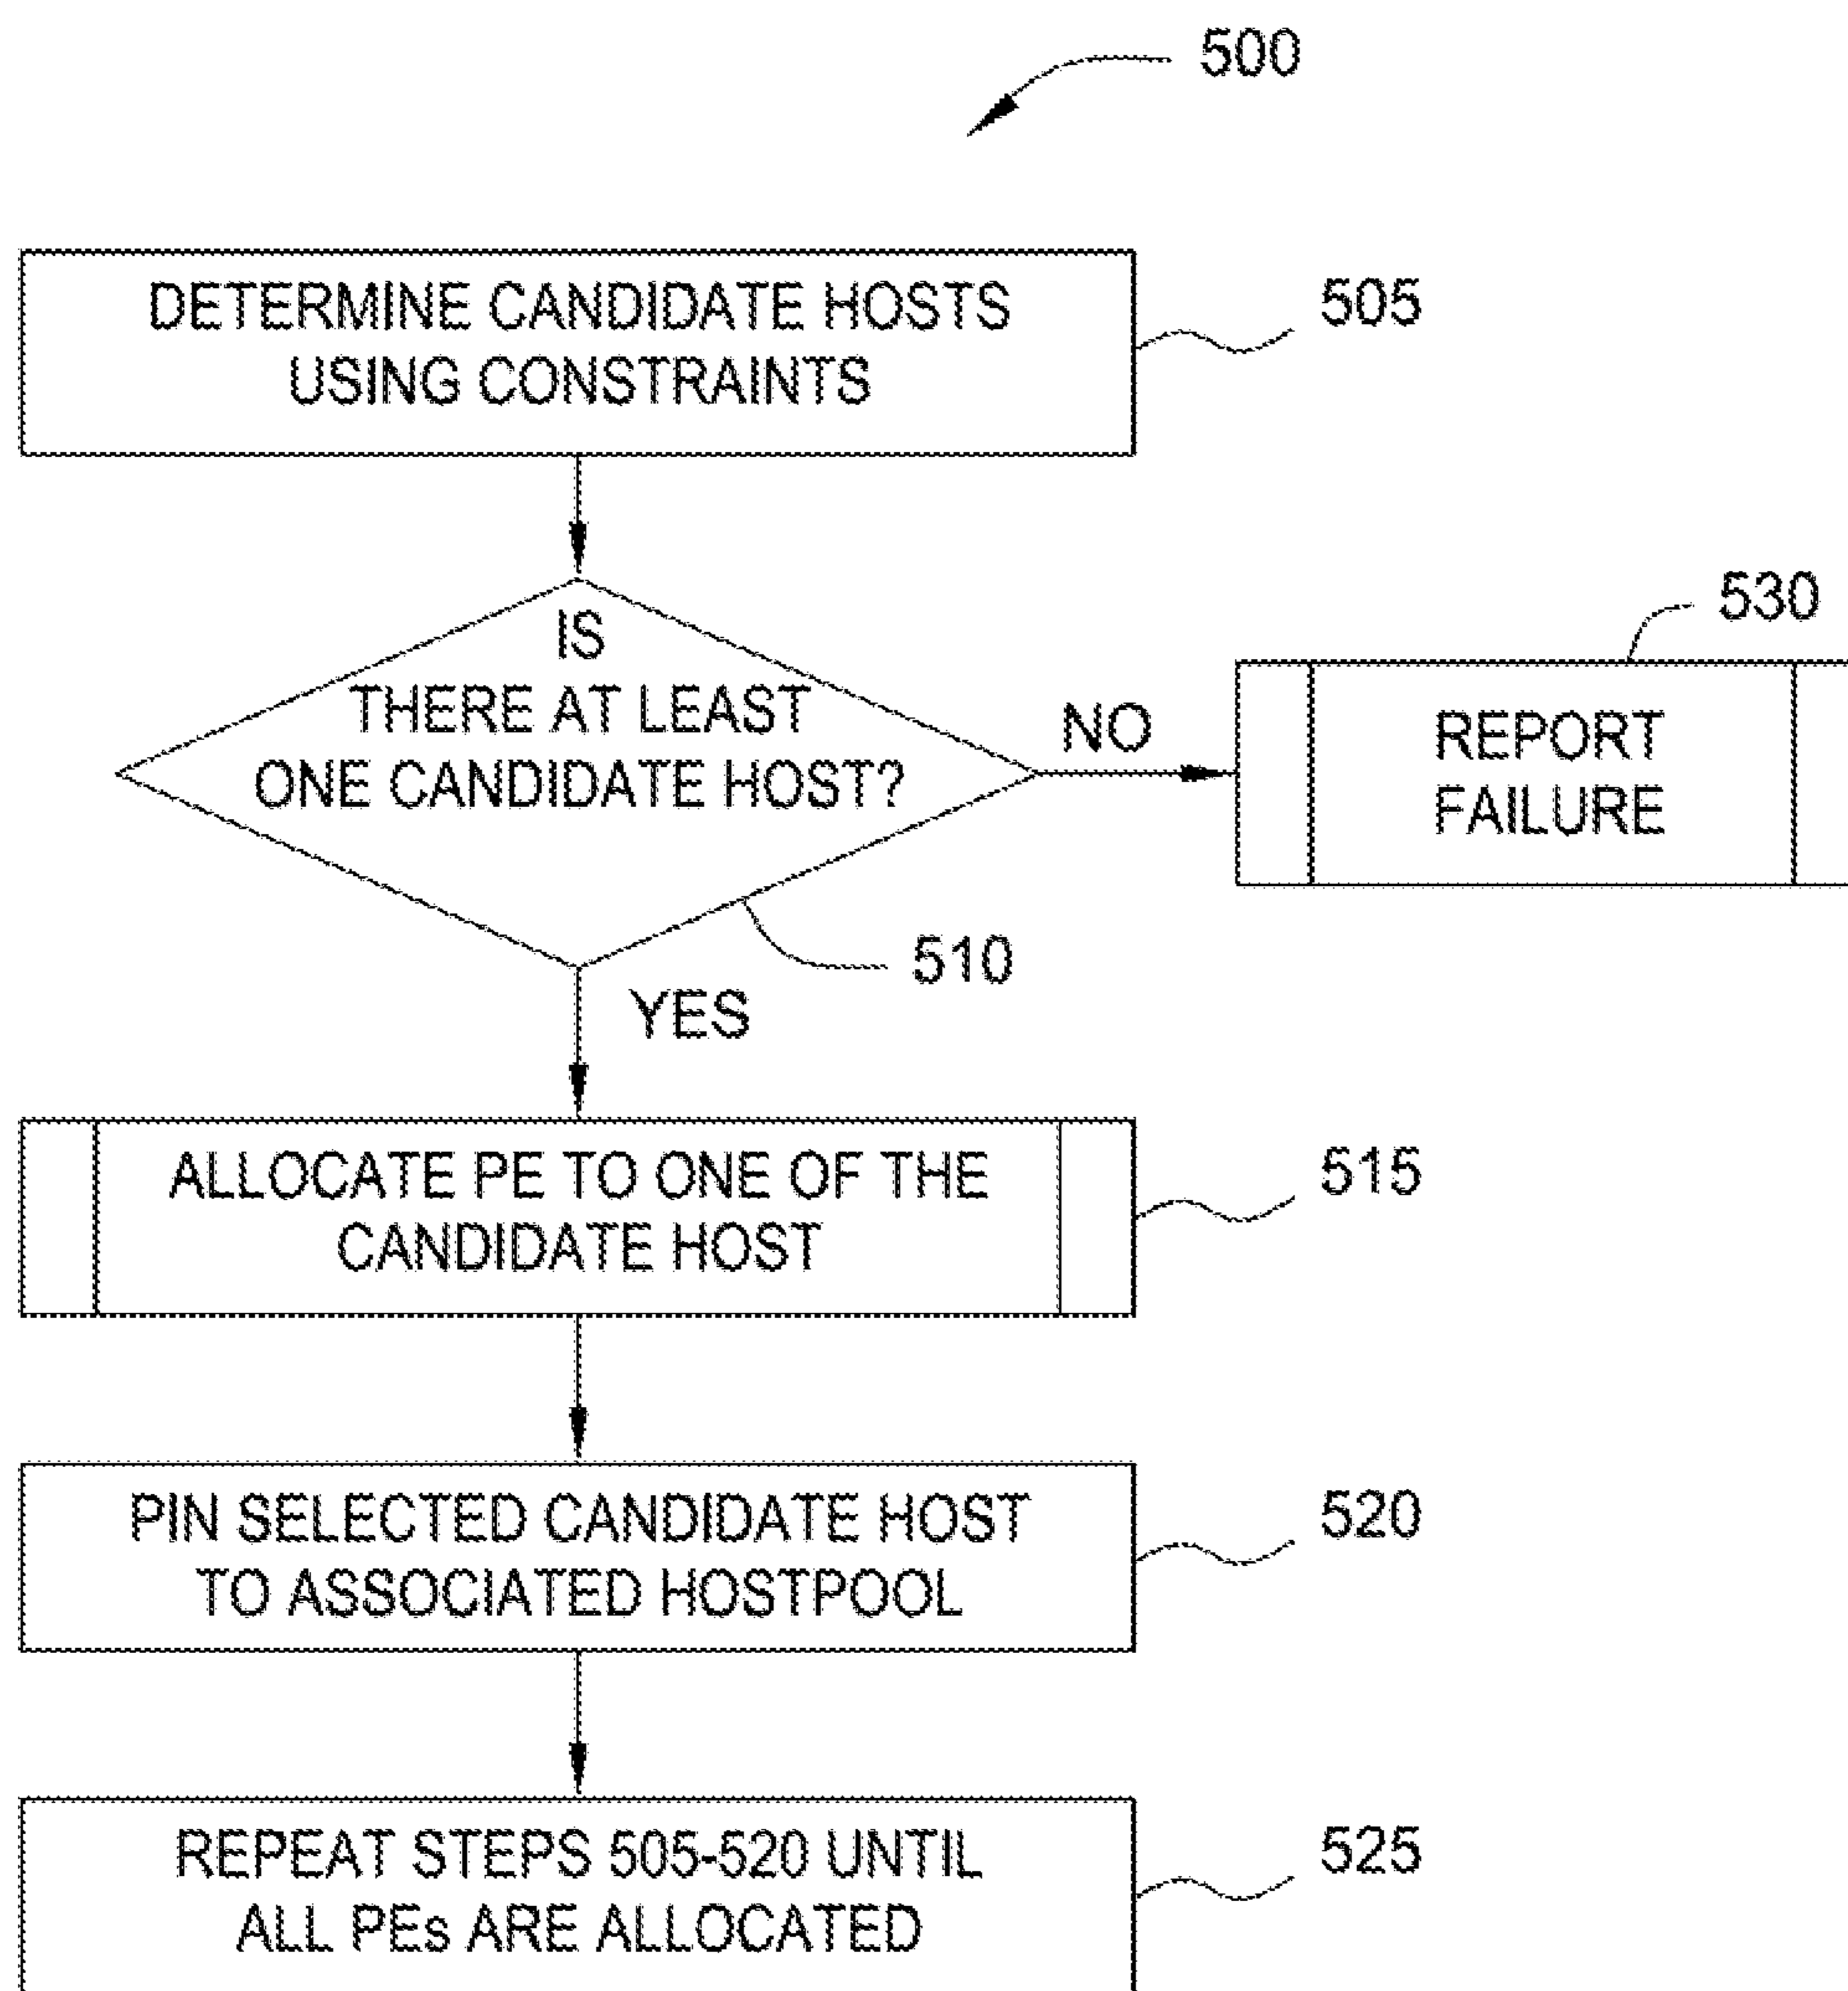 500
DETERMINE CANDIDATE HOSTS
USING CONSTRAINTS
505
IS
THERE AT LEAST
ONE CANDIDATE HOST?
510
NO
530
REPORT
FAILURE
YES
ALLOCATE PE TO ONE OF THE
CANDIDATE HOST
515
PIN SELECTED CANDIDATE HOST
TO ASSOCIATED HOSTPOOL
520
REPEAT STEPS 505-520 UNTIL
ALL PEs ARE ALLOCATED
525